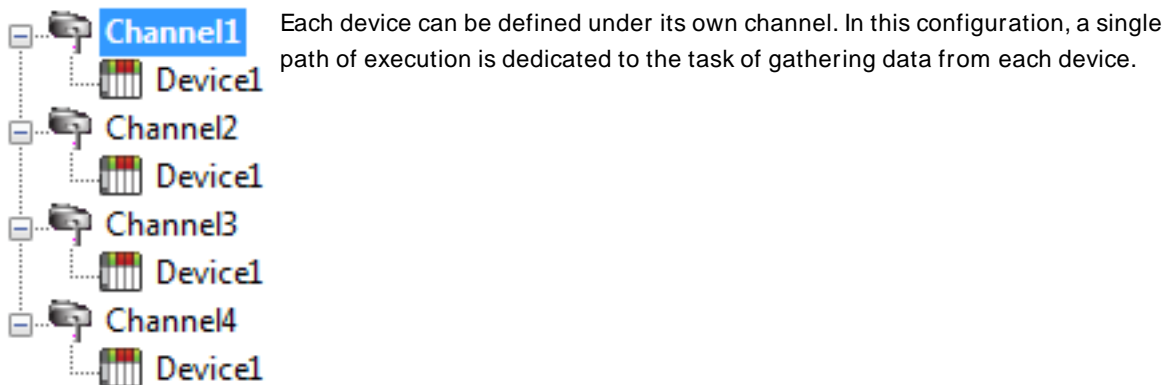 Channel1
Device1
Channel2
Device1
Channel3
Device1
Channel4
Device1
Each device can be defined under its own channel. In this configuration, a single
path of execution is dedicated to the task of gathering data from each device.